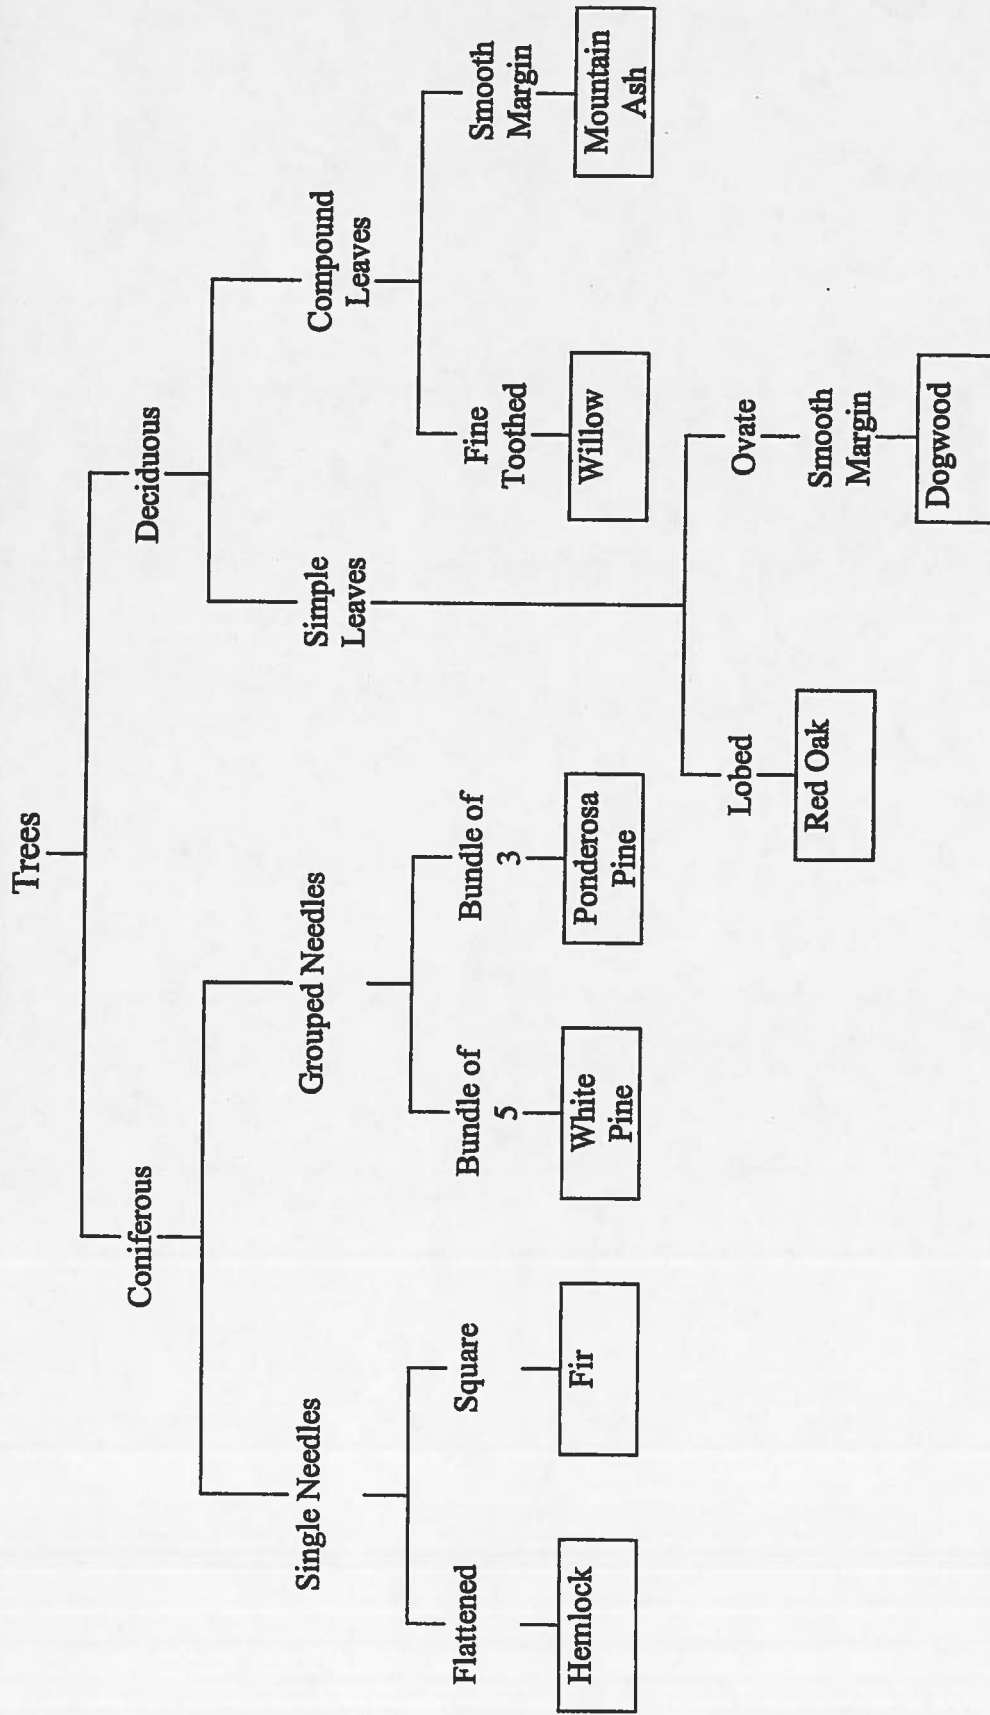 Trees
Coniferous
Deciduous
Single Needles
Grouped Needles
Simple
Leaves
Compound
Leaves
Flattened
Square
Bundle of
5
Bundle of
3
Fine
Toothed
Smooth
Margin
Hemlock
Fir
White
Pine
Ponderosa
Pine
Willow
Mountain
Ash
Lobed
Ovate
Red Oak
Smooth
Margin
Dogwood